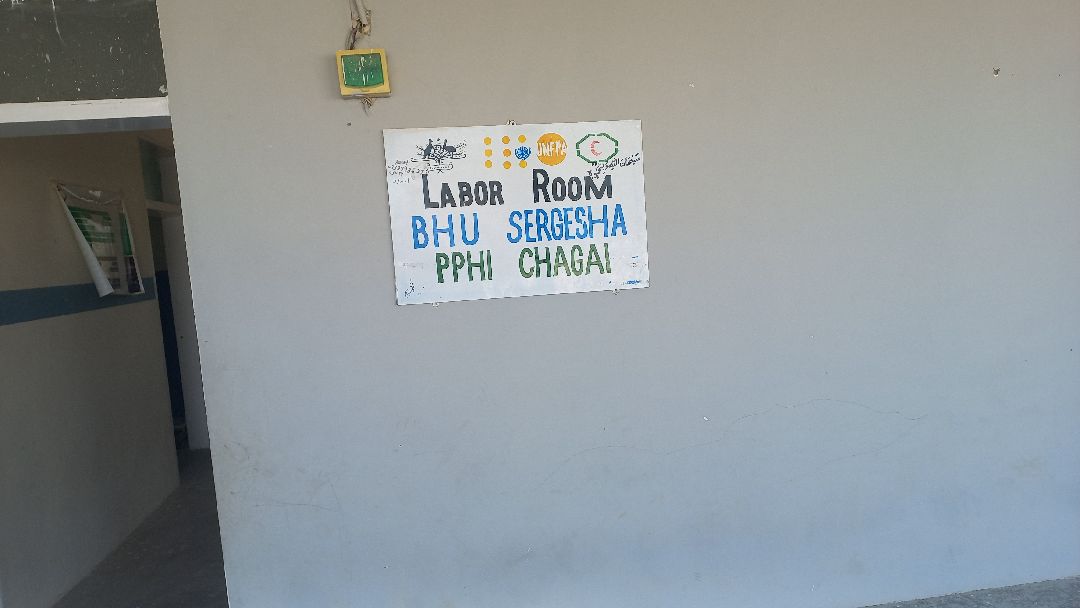 UNFPA
LABOR ROOM
BHU SERGESHA
PPHI CHAGAI